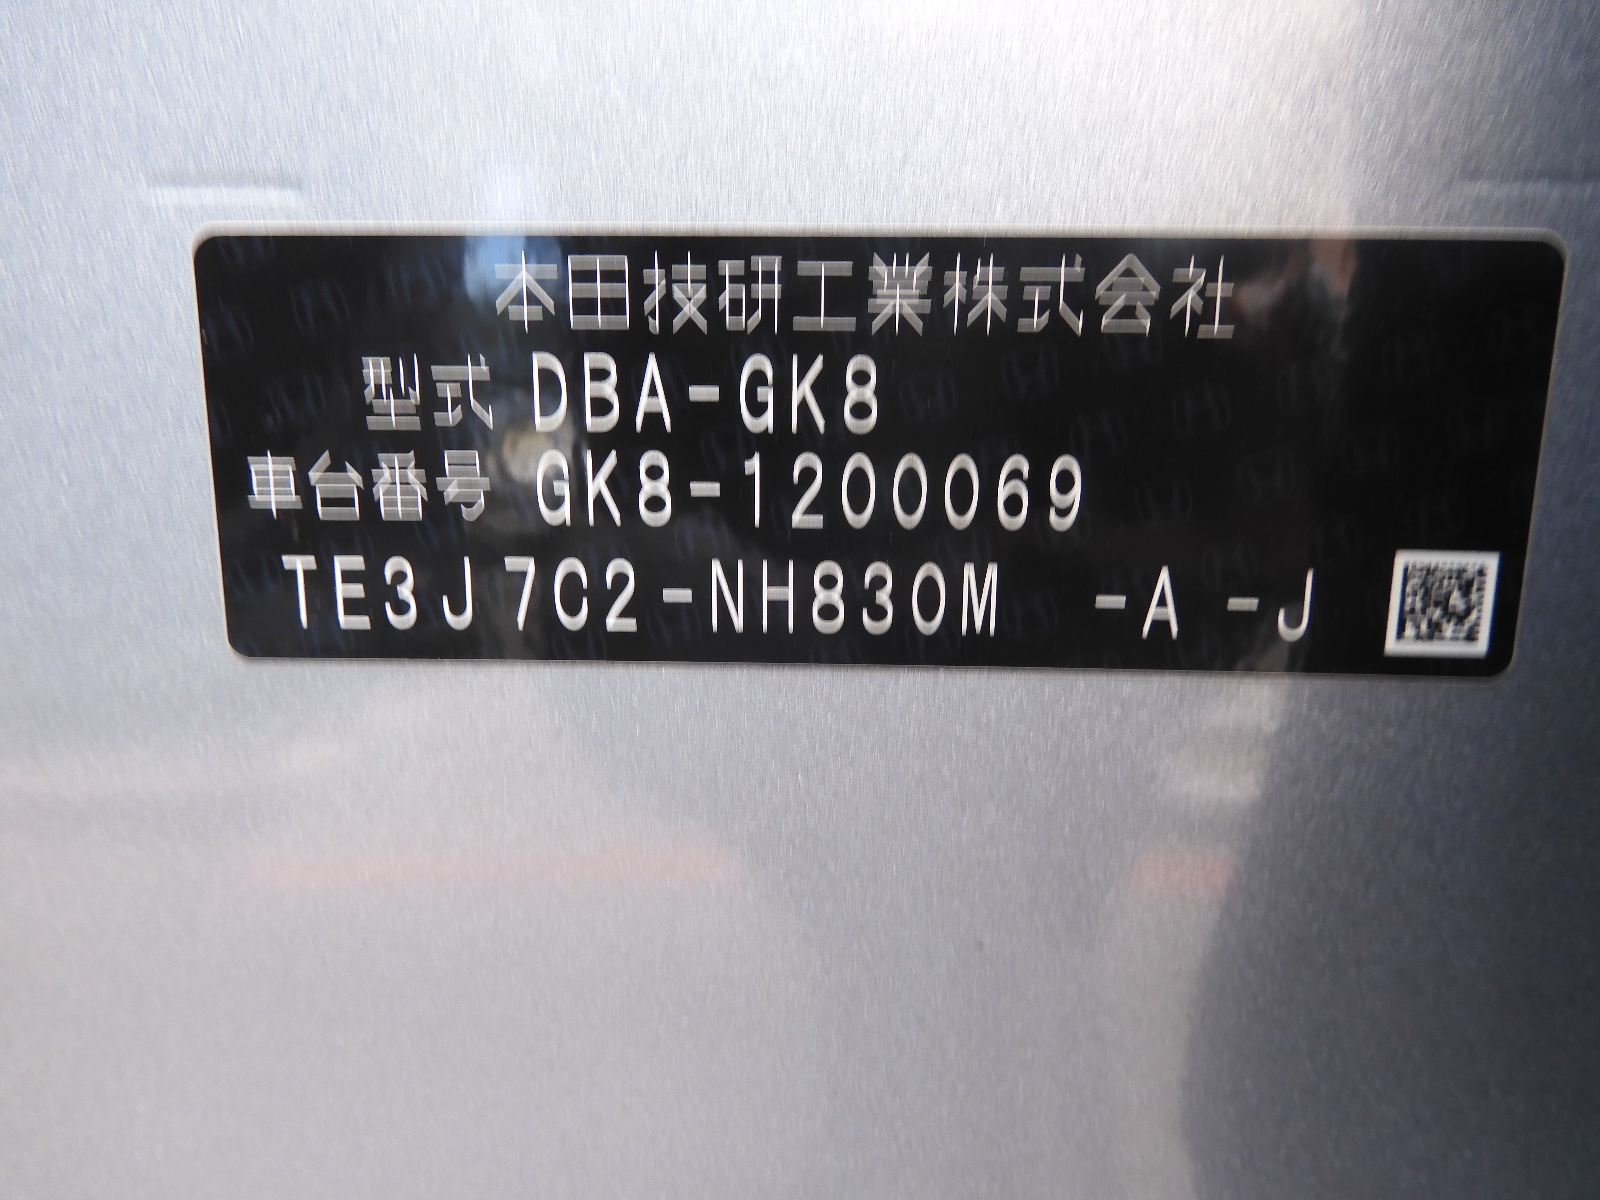 本田技研工業株式会社
型式 DBA-GK8
車台番号 GK8-1200069
TE3J7C2-NH830M -A -J